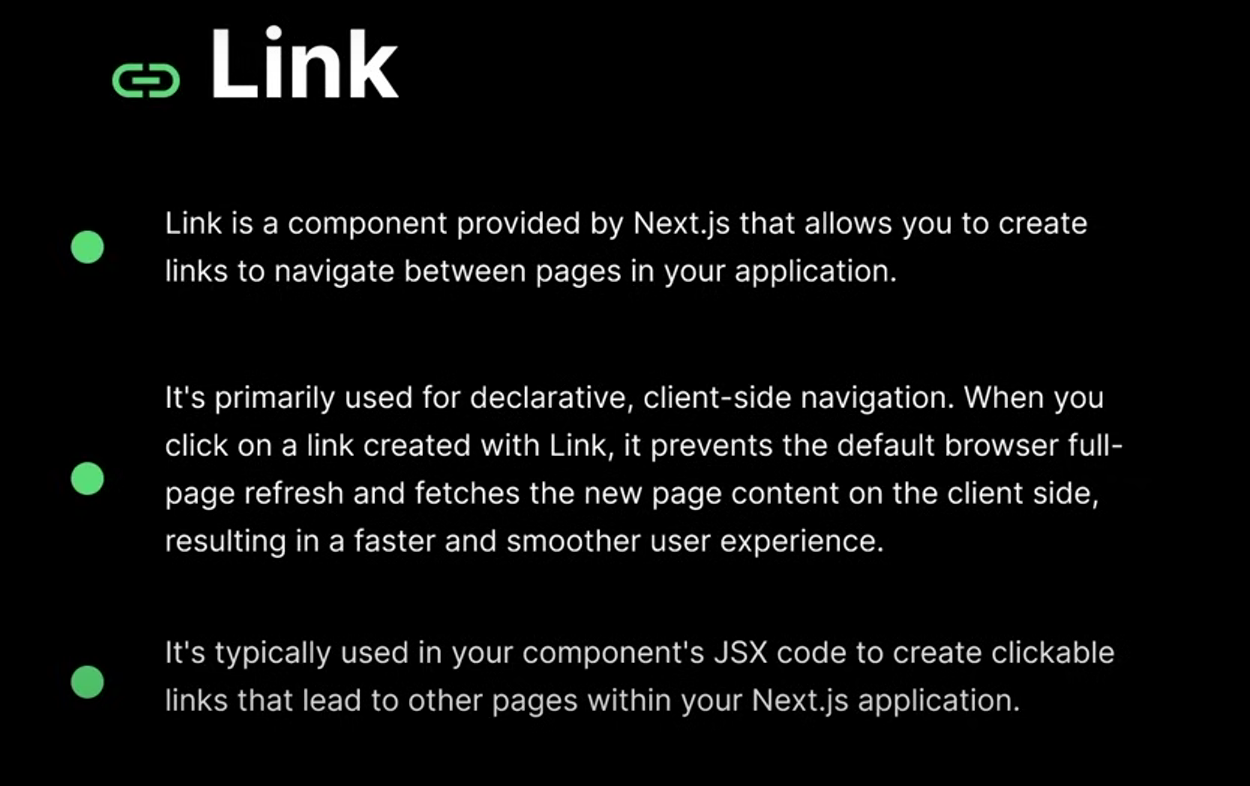 Link
Link is a component provided by Next.js that allows you to create
links to navigate between pages in your application.
It's primarily used for declarative, client-side navigation. When you
click on a link created with Link, it prevents the default browser full-
page refresh and fetches the new page content on the client side,
resulting in a faster and smoother user experience.
It's typically used in your component's JSX code to create clickable
links that lead to other pages within your Next.js application.